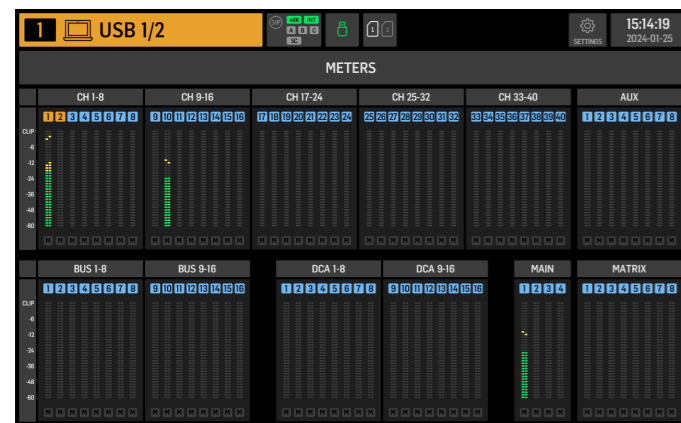 1 USB 1/2
SIP 48K INT
A B C
SC
1 2
SETTINGS
15:14:19
2024-01-25
METERS
CH 1-8 CH 9-16 CH 17-24 CH 25-32 CH 33-40 AUX
1 2 3 4 5 6 7 8 9 10 11 12 13 14 15 16 17 18 19 20 21 22 23 24 25 26 27 28 29 30 31 32 33 34 35 36 37 38 39 40 1 2 3 4 5 6 7 8
CLIP
-6
-12
-24
-36
-48
-60
M M M M M M M M M M M M M M M M M M M M M M M M M M M M M M M M M M M M M M M M M M M M M M M M
BUS 1-8 BUS 9-16 DCA 1-8 DCA 9-16 MAIN MATRIX
1 2 3 4 5 6 7 8 9 10 11 12 13 14 15 16 1 2 3 4 5 6 7 8 9 10 11 12 13 14 15 16 1 2 3 4 1 2 3 4 5 6 7 8
CLIP
-6
-12
-24
-36
-48
-60
M M M M M M M M M M M M M M M M M M M M M M M M M M M M M M M M M M M M M M M M M M M M